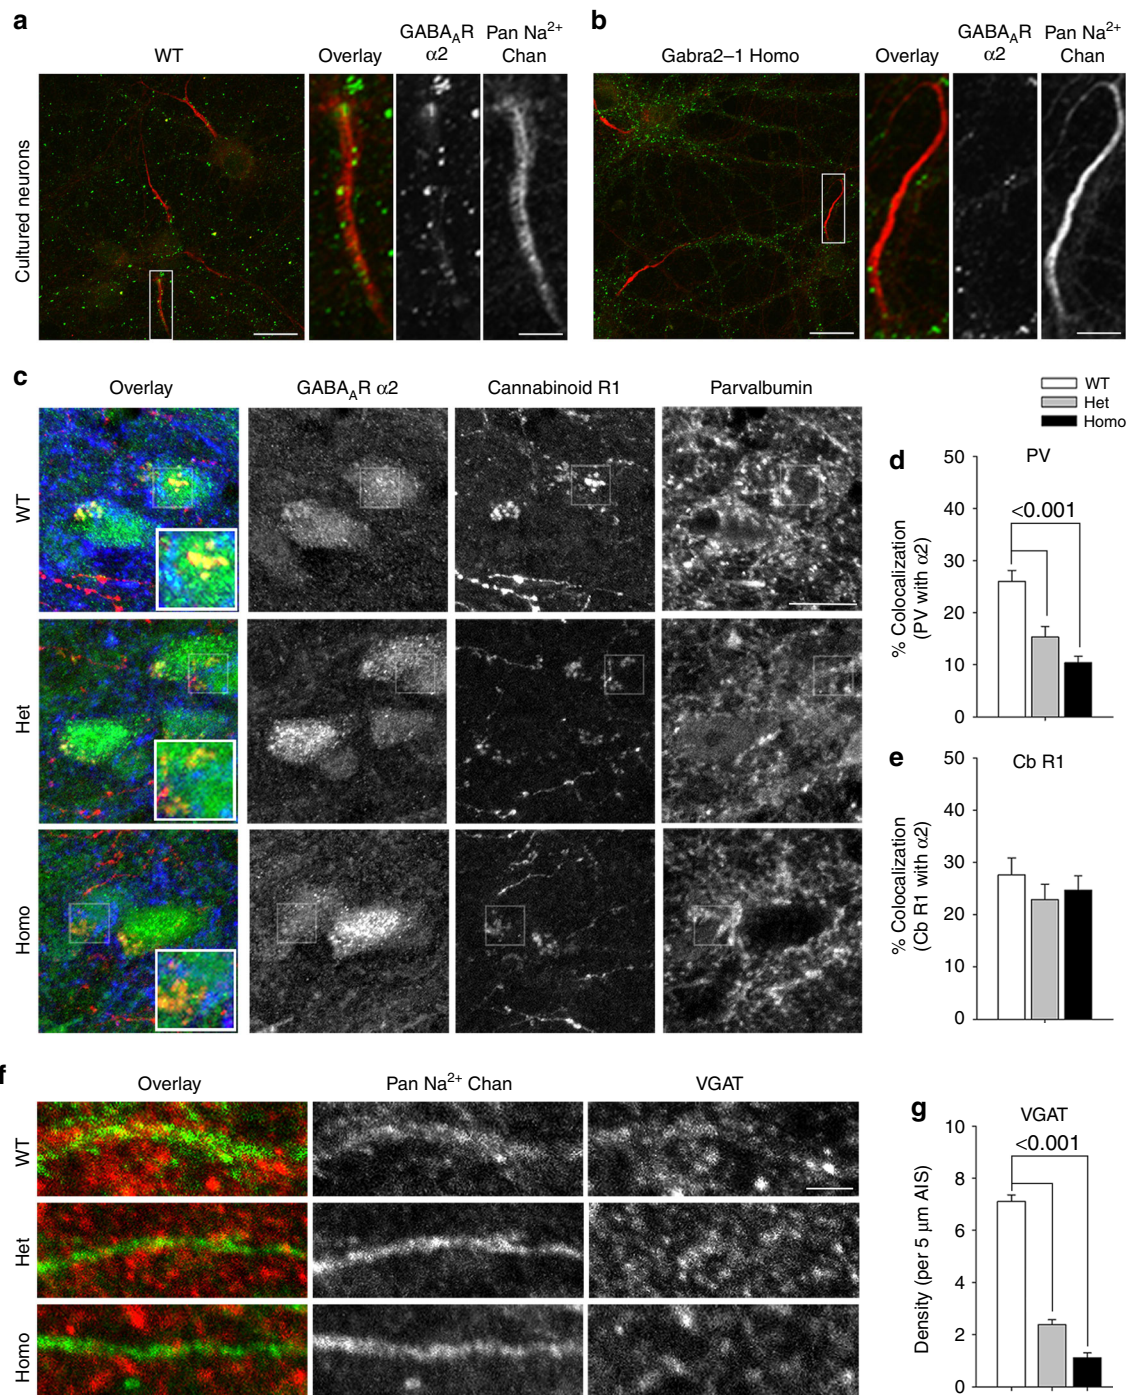 a
WT
Overlay
GABA_AR α2
Pan Na²⁺ Chan
Cultured neurons
b
Gabra2–1 Homo
Overlay
GABA_AR α2
Pan Na²⁺ Chan
c
Overlay
GABA_AR α2
Cannabinoid R1
Parvalbumin
WT
Het
Homo
WT
Het
Homo
d
PV
<0.001
50
40
30
20
10
0
% Colocalization
(PV with α2)
e
Cb R1
50
40
30
20
10
0
% Colocalization
(Cb R1 with α2)
f
Overlay
Pan Na²⁺ Chan
VGAT
WT
Het
Homo
g
VGAT
<0.001
10
8
6
4
2
0
Density (per 5 μm AIS)